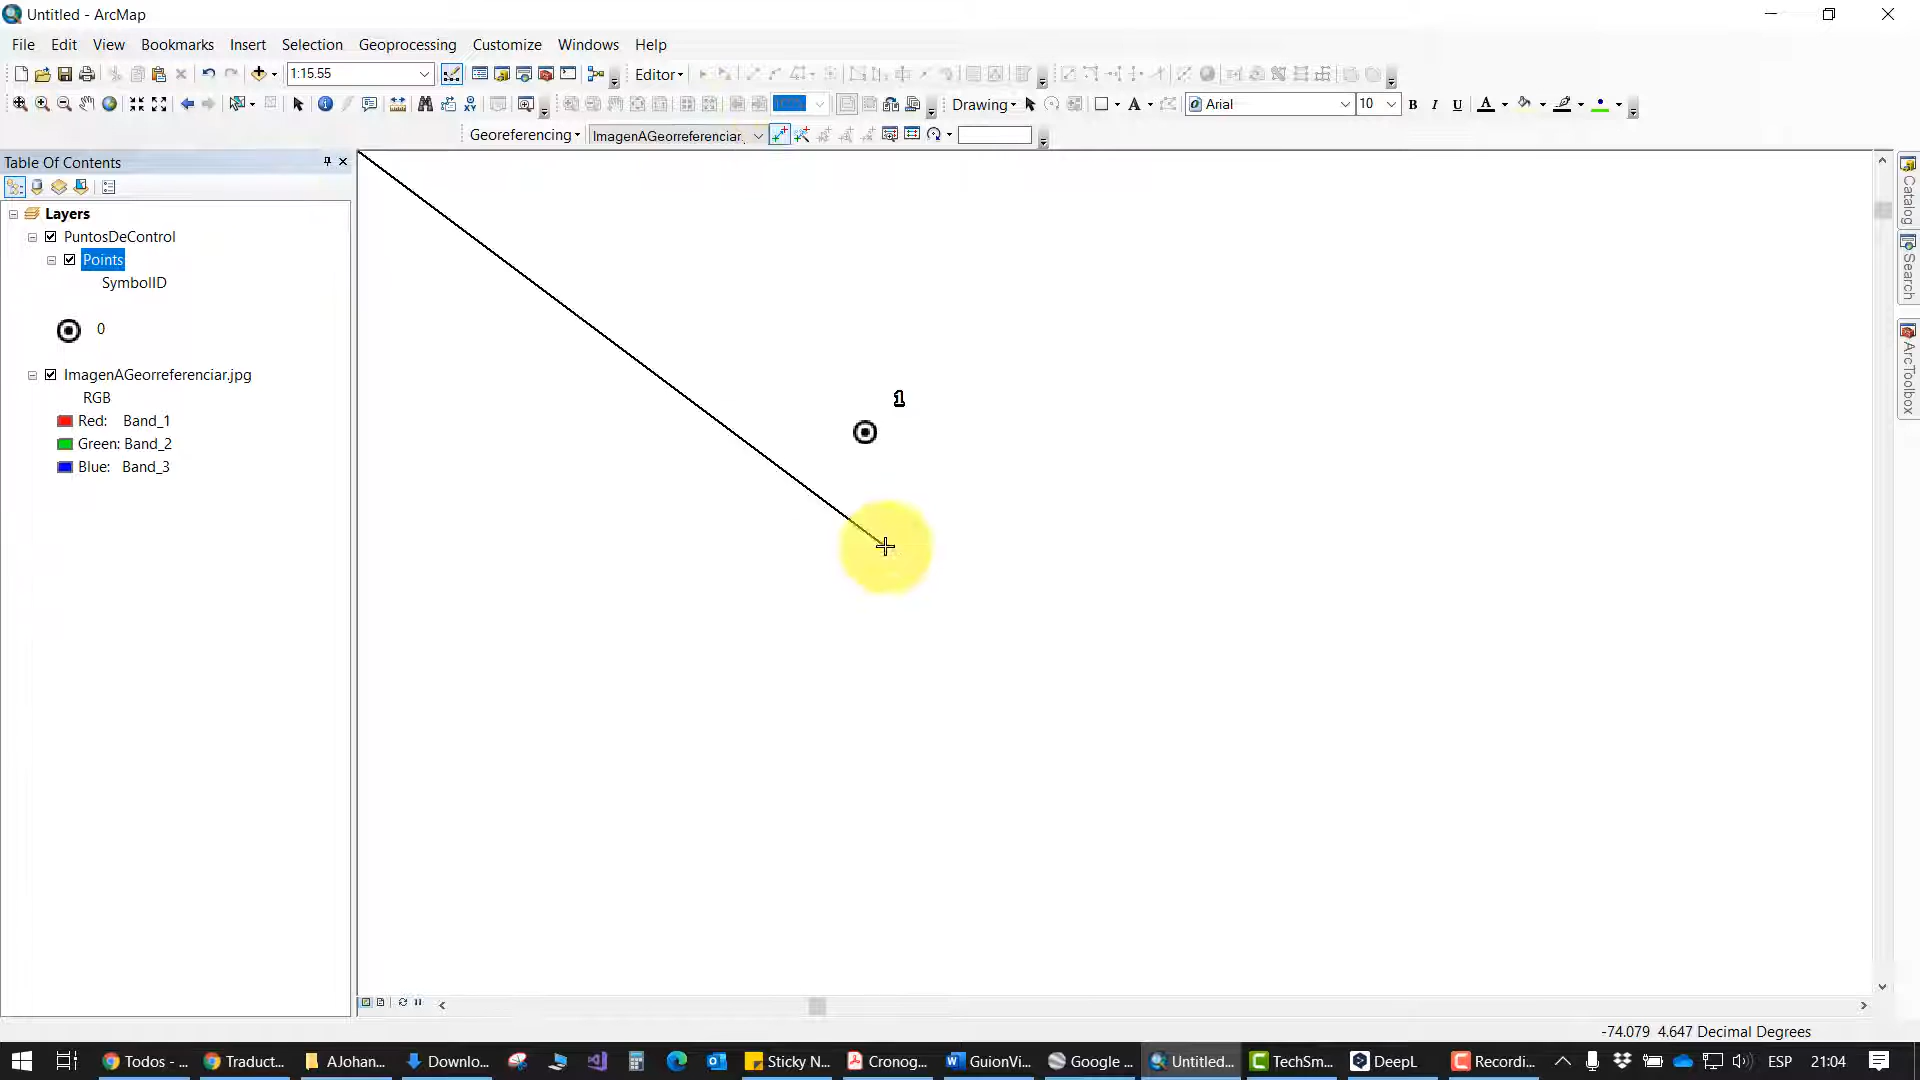 Untitled - ArcMap
File Edit View Bookmarks Insert Selection Geoprocessing Customize Windows Help
1:15.55 Editor
Drawing A Arial 10 B I U A
Georeferencing ImagenAGeorreferenciar.
Table Of Contents
Layers
PuntosDeControl
Points
SymbolID
0
ImagenAGeorreferenciar.jpg
RGB
Red: Band_1
Green: Band_2
Blue: Band_3
1
Catalog
Search
ArcToolbox
-74.079 4.647 Decimal Degrees
Todos - ... Traduct... AJohan... Downlo... Sticky N... Cronog... GuionVi... Google ... Untitled... TechSm... DeepL Recordi... ESP 21:04